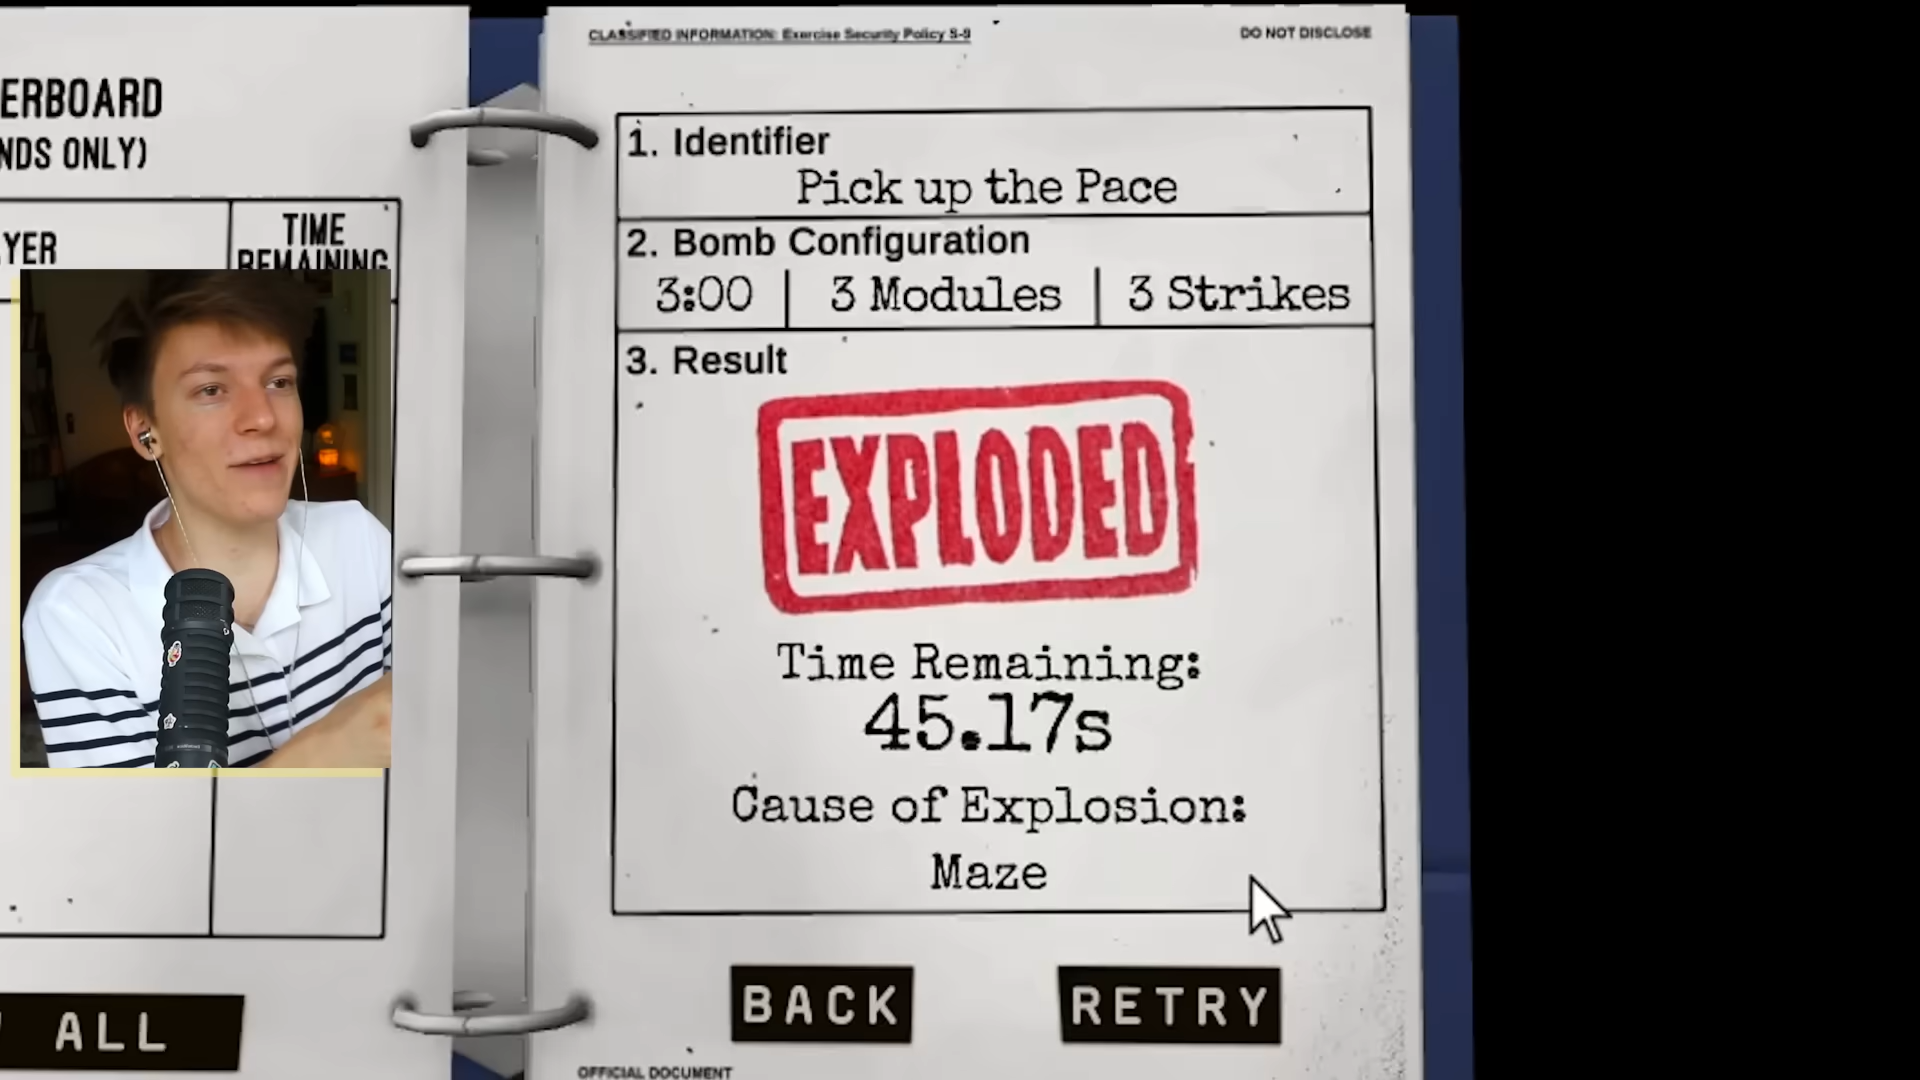 ERBOARD
NDS ONLY)
YER
TIME
REMAINING
ALL
CLASSIFIED INFORMATION: Exercise Security Policy S-9
DO NOT DISCLOSE
1. Identifier
Pick up the Pace
2. Bomb Configuration
3:00 | 3 Modules | 3 Strikes
3. Result
EXPLODED
Time Remaining:
45.17s
Cause of Explosion:
Maze
BACK
RETRY
OFFICIAL DOCUMENT